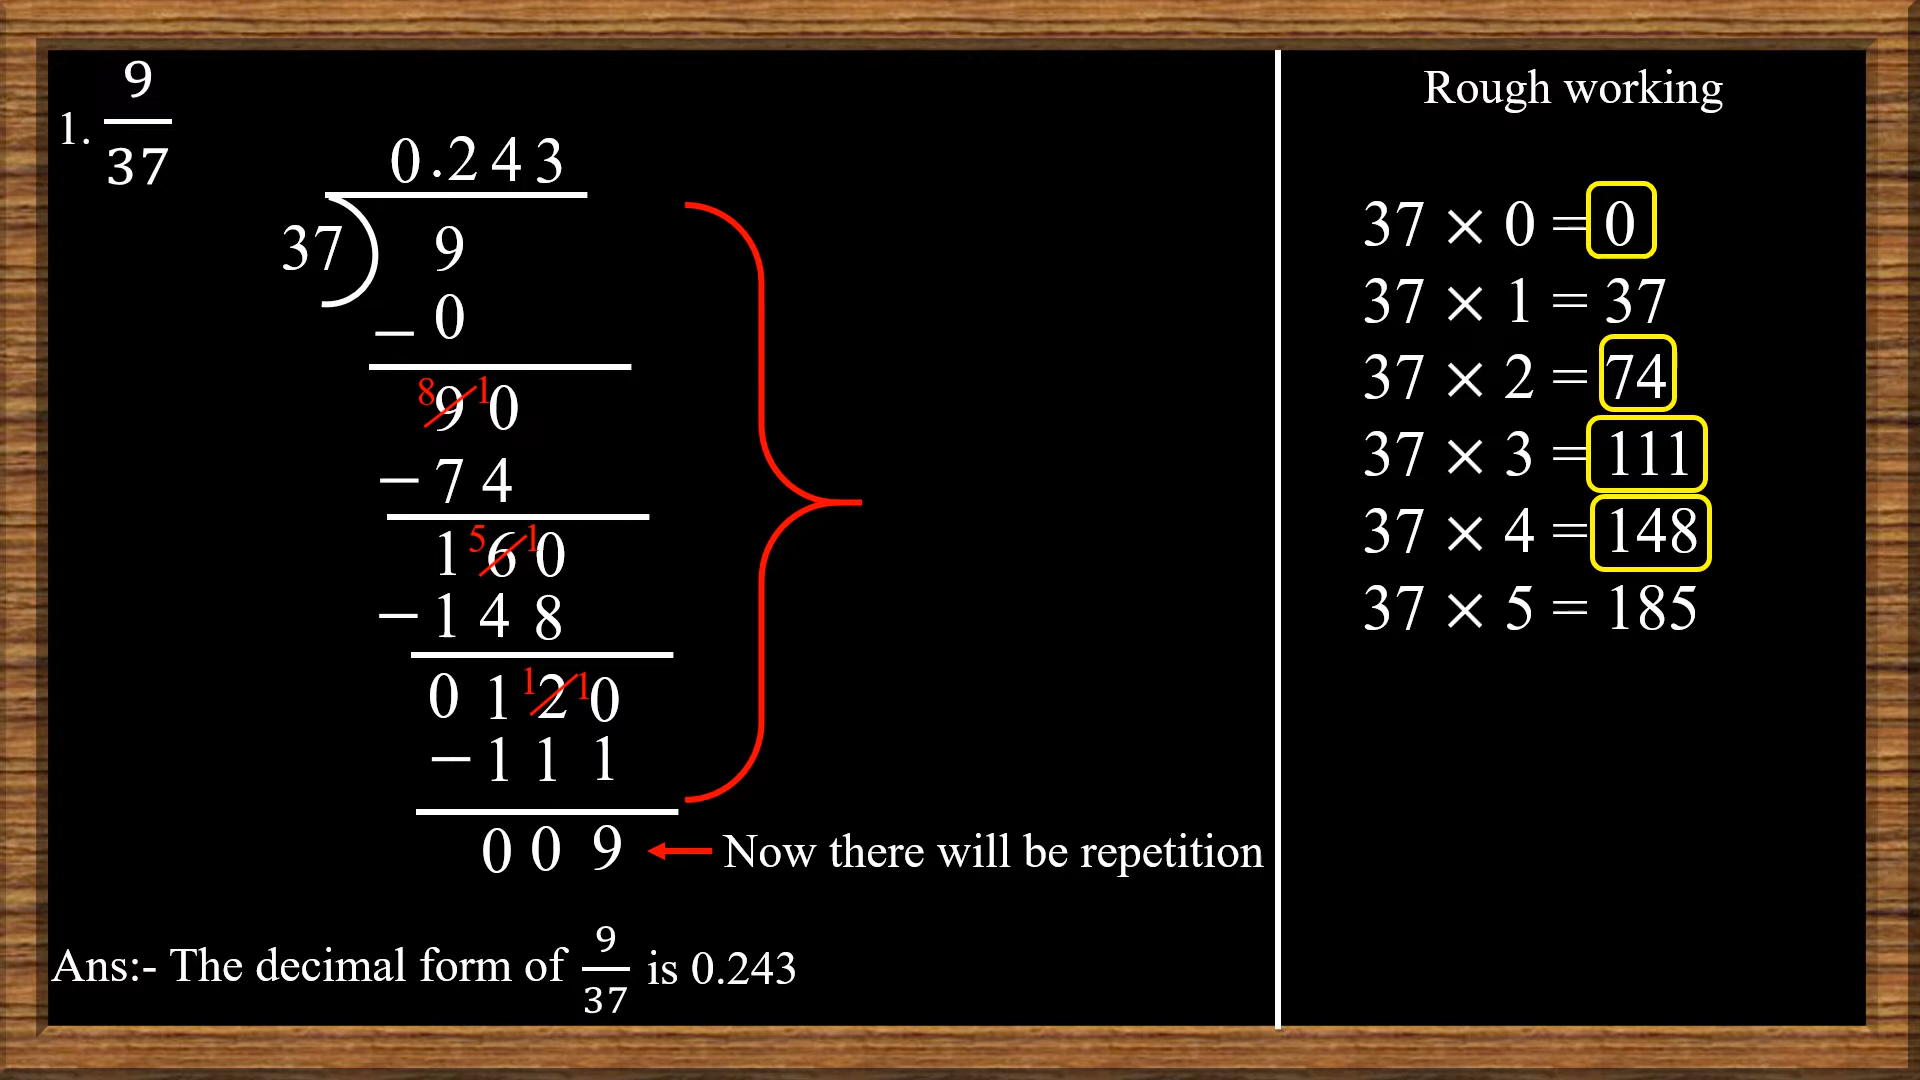 1. 9/37
0.243
37) 9
− 0
8 9 1 0
− 7 4
1 5 6 1 0
− 1 4 8
0 1 1 2 1 0
− 1 1 1
0 0 9 Now there will be repetition
Ans:- The decimal form of 9/37 is 0.243
Rough working
37 × 0 = 0
37 × 1 = 37
37 × 2 = 74
37 × 3 = 111
37 × 4 = 148
37 × 5 = 185